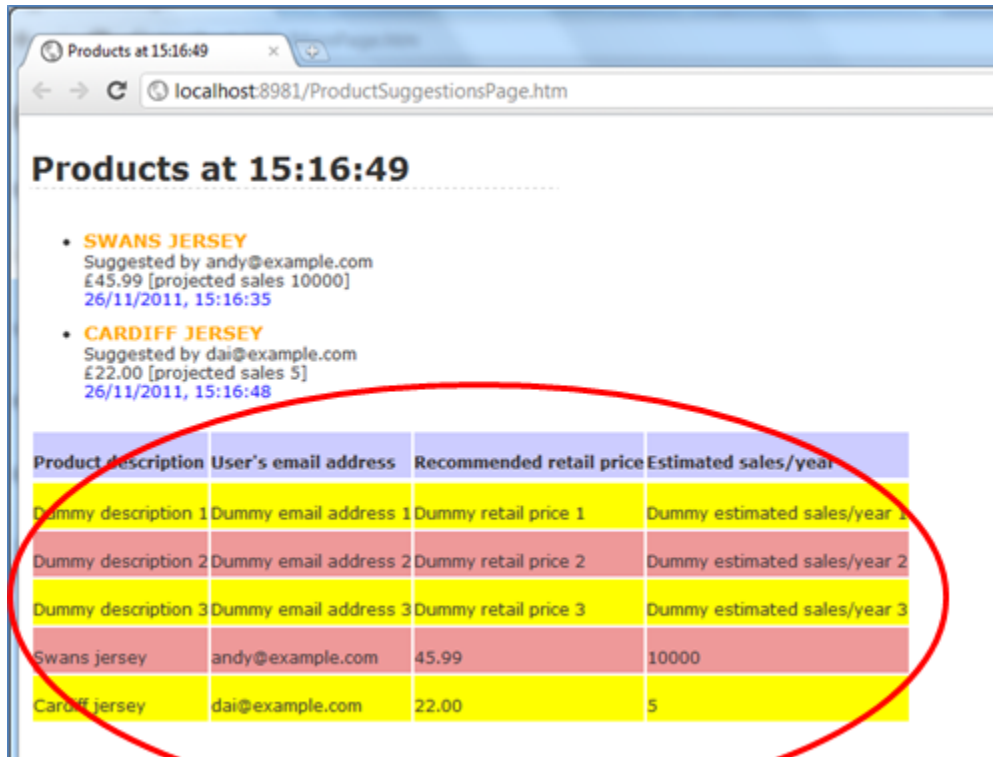 Products at 15:16:49
localhost:8981/ProductSuggestionsPage.htm
Products at 15:16:49
SWANS JERSEY
Suggested by andy@example.com
£45.99 [projected sales 10000]
26/11/2011, 15:16:35
CARDIFF JERSEY
Suggested by dai@example.com
£22.00 [projected sales 5]
26/11/2011, 15:16:48
Product description User's email address Recommended retail price Estimated sales/year
Dummy description 1 Dummy email address 1 Dummy retail price 1 Dummy estimated sales/year 1
Dummy description 2 Dummy email address 2 Dummy retail price 2 Dummy estimated sales/year 2
Dummy description 3 Dummy email address 3 Dummy retail price 3 Dummy estimated sales/year 3
Swans jersey andy@example.com 45.99 10000
Cardiff jersey dai@example.com 22.00 5